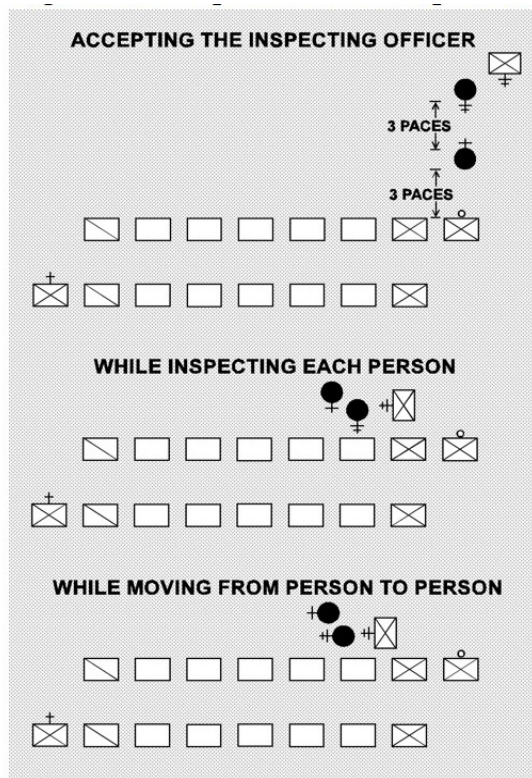 ACCEPTING THE INSPECTING OFFICER
3 PACES
3 PACES
WHILE INSPECTING EACH PERSON
WHILE MOVING FROM PERSON TO PERSON